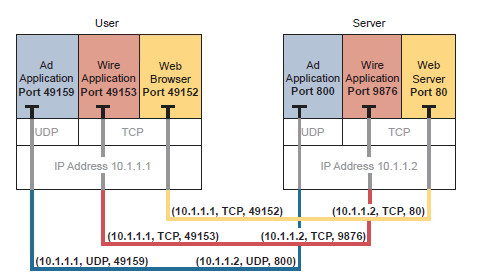 User
Server
Ad
Application
Port 49159
Wire
Application
Port 49153
Web
Browser
Port 49152
Ad
Application
Port 800
Wire
Application
Port 9876
Web
Server
Port 80
UDP
TCP
UDP
TCP
IP Address 10.1.1.1
IP Address 10.1.1.2
(10.1.1.1, TCP, 49152)
(10.1.1.2, TCP, 80)
(10.1.1.1, TCP, 49153)
(10.1.1.2, TCP, 9876)
(10.1.1.1, UDP, 49159)
(10.1.1.2, UDP, 800)